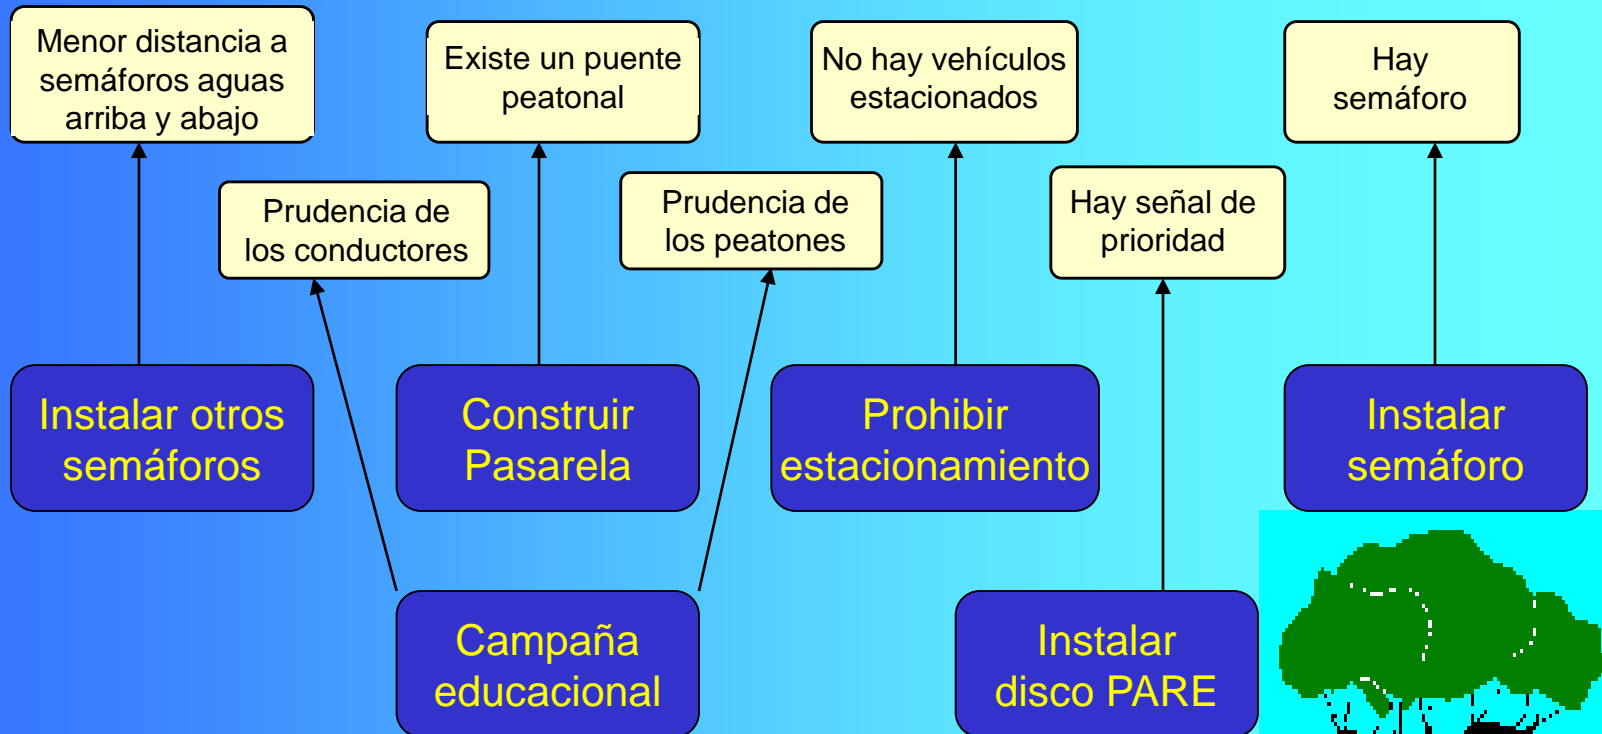 Menor distancia a
semáforos aguas
arriba y abajo
Existe un puente
peatonal
No hay vehículos
estacionados
Hay
semáforo
Prudencia de
los conductores
Prudencia de
los peatones
Hay señal de
prioridad
Instalar otros
semáforos
Construir
Pasarela
Prohibir
estacionamiento
Instalar
semáforo
Campaña
educacional
Instalar
disco PARE